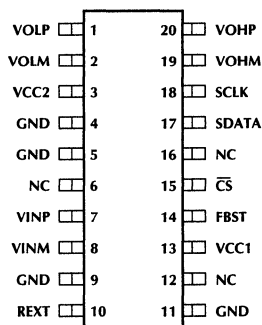 VOLP 1 20 VOHP
VOLM 2 19 VOHM
VCC2 3 18 SCLK
GND 4 17 SDATA
GND 5 16 NC
NC 6 15 C̅S̅
VINP 7 14 FBST
VINM 8 13 VCC1
GND 9 12 NC
REXT 10 11 GND